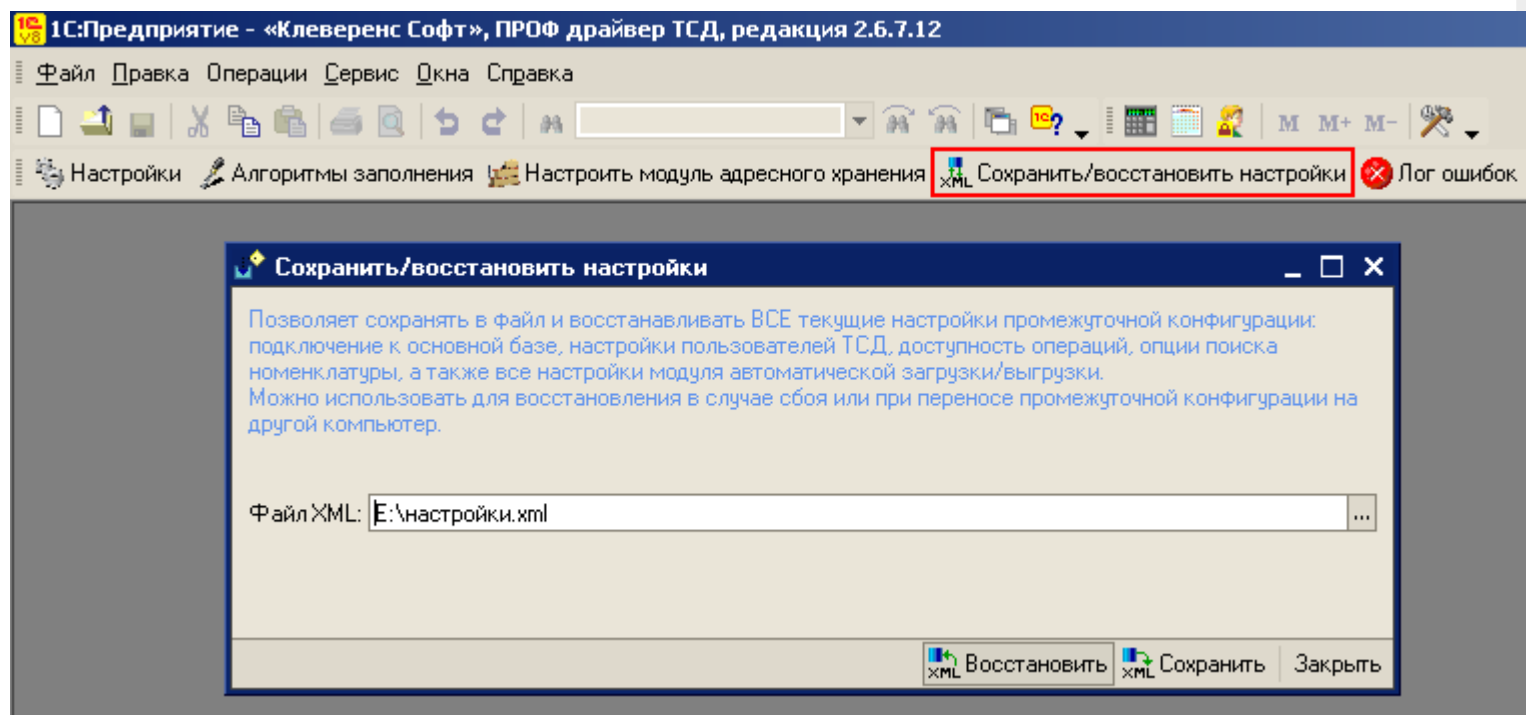 1С:Предприятие - «Клеверенс Софт», ПРОФ драйвер ТСД, редакция 2.6.7.12
Файл Правка Операции Сервис Окна Справка
M M+ M-
Настройки Алгоритмы заполнения Настроить модуль адресного хранения XML Сохранить/восстановить настройки Лог ошибок
Сохранить/восстановить настройки
Позволяет сохранять в файл и восстанавливать ВСЕ текущие настройки промежуточной конфигурации:
подключение к основной базе, настройки пользователей ТСД, доступность операций, опции поиска
номенклатуры, а также все настройки модуля автоматической загрузки/выгрузки.
Можно использовать для восстановления в случае сбоя или при переносе промежуточной конфигурации на
другой компьютер.
Файл XML: E:\настройки.xml ...
XML Восстановить XML Сохранить Закрыть